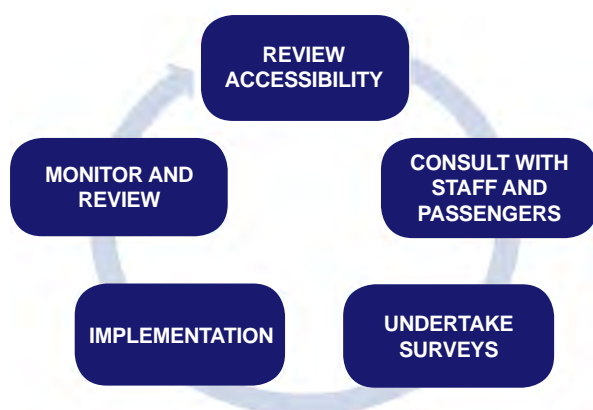 REVIEW
ACCESSIBILITY
CONSULT WITH
STAFF AND
PASSENGERS
UNDERTAKE
SURVEYS
IMPLEMENTATION
MONITOR AND
REVIEW